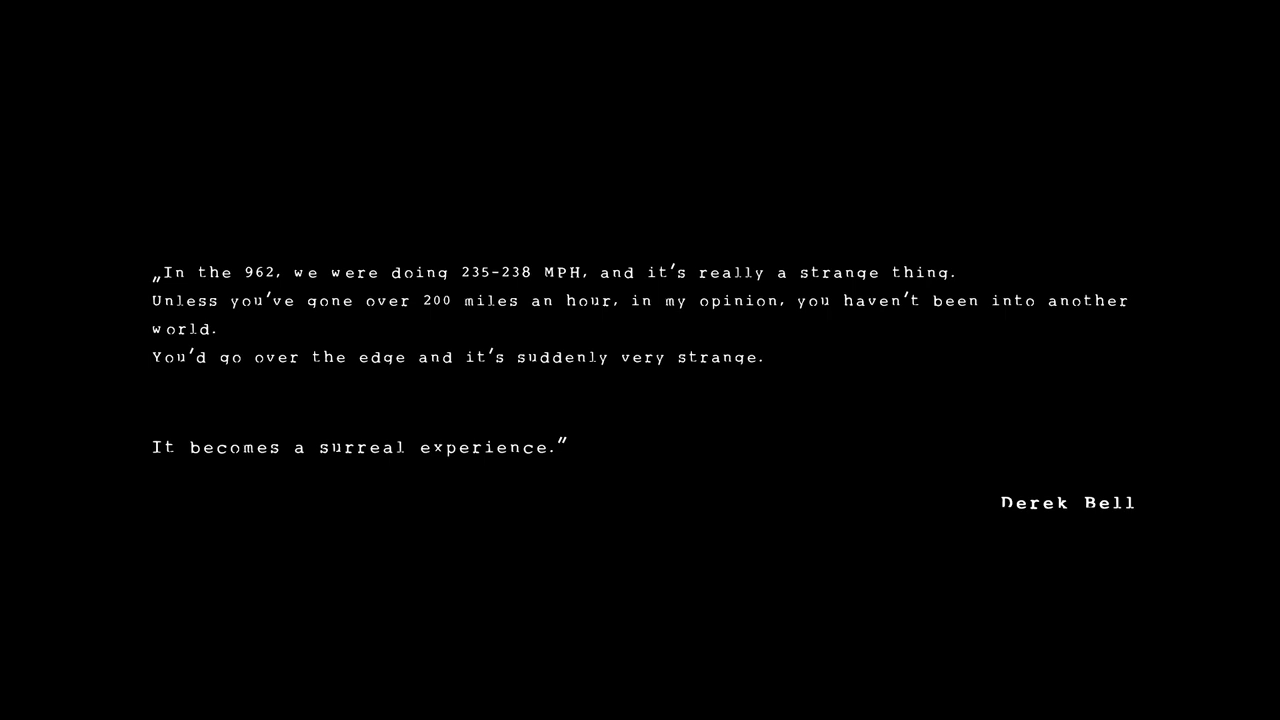 „In the 962, we were doing 235-238 MPH, and it's really a strange thing.
Unless you've gone over 200 miles an hour, in my opinion, you haven't been into another
world.
You'd go over the edge and it's suddenly very strange.
It becomes a surreal experience.”
Derek Bell